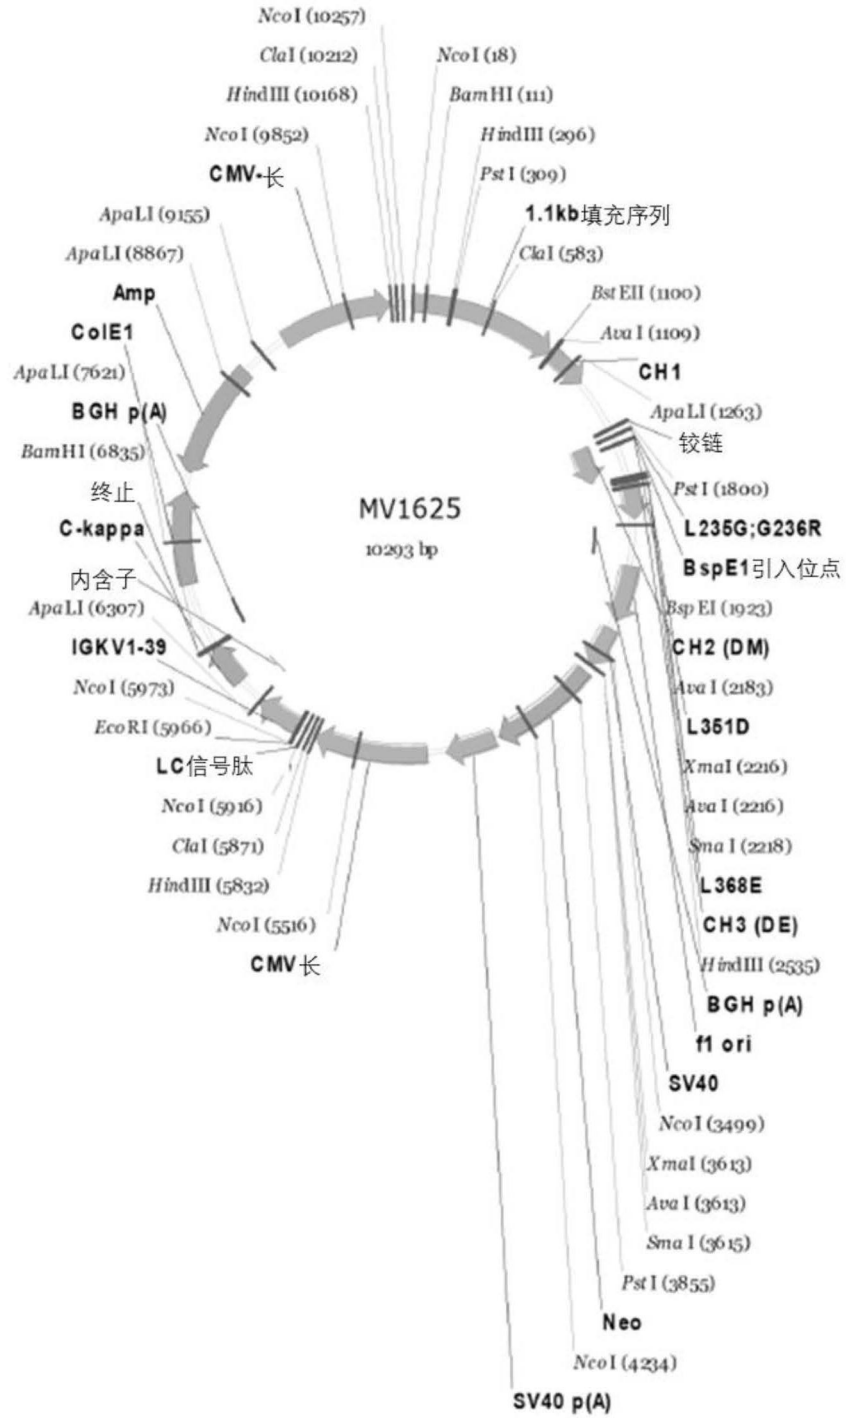 NcoI (10257)
ClaI (10212)
HindIII (10168)
NcoI (9852)
CMV-长
ApaLI (9155)
ApaLI (8867)
Amp
ColE1
ApaLI (7621)
BGH p(A)
BamHI (6835)
终止
C-kappa
内含子
ApaLI (6307)
IGKV1-39
NcoI (5973)
EcoRI (5966)
LC信号肽
NcoI (5916)
ClaI (5871)
HindIII (5832)
NcoI (5516)
CMV长
MV1625
10293 bp
NcoI (18)
BamHI (111)
HindIII (296)
PstI (309)
1.1kb填充序列
ClaI (583)
BstEII (1100)
AvaI (1109)
CH1
ApaLI (1263)
铰链
PstI (1800)
L235G;G236R
BspE1引入位点
BspEI (1923)
CH2 (DM)
AvaI (2183)
L351D
XmaI (2216)
AvaI (2216)
SmaI (2218)
L368E
CH3 (DE)
HindIII (2535)
BGH p(A)
f1 ori
SV40
NcoI (3499)
XmaI (3613)
AvaI (3613)
SmaI (3615)
PstI (3855)
Neo
NcoI (4234)
SV40 p(A)